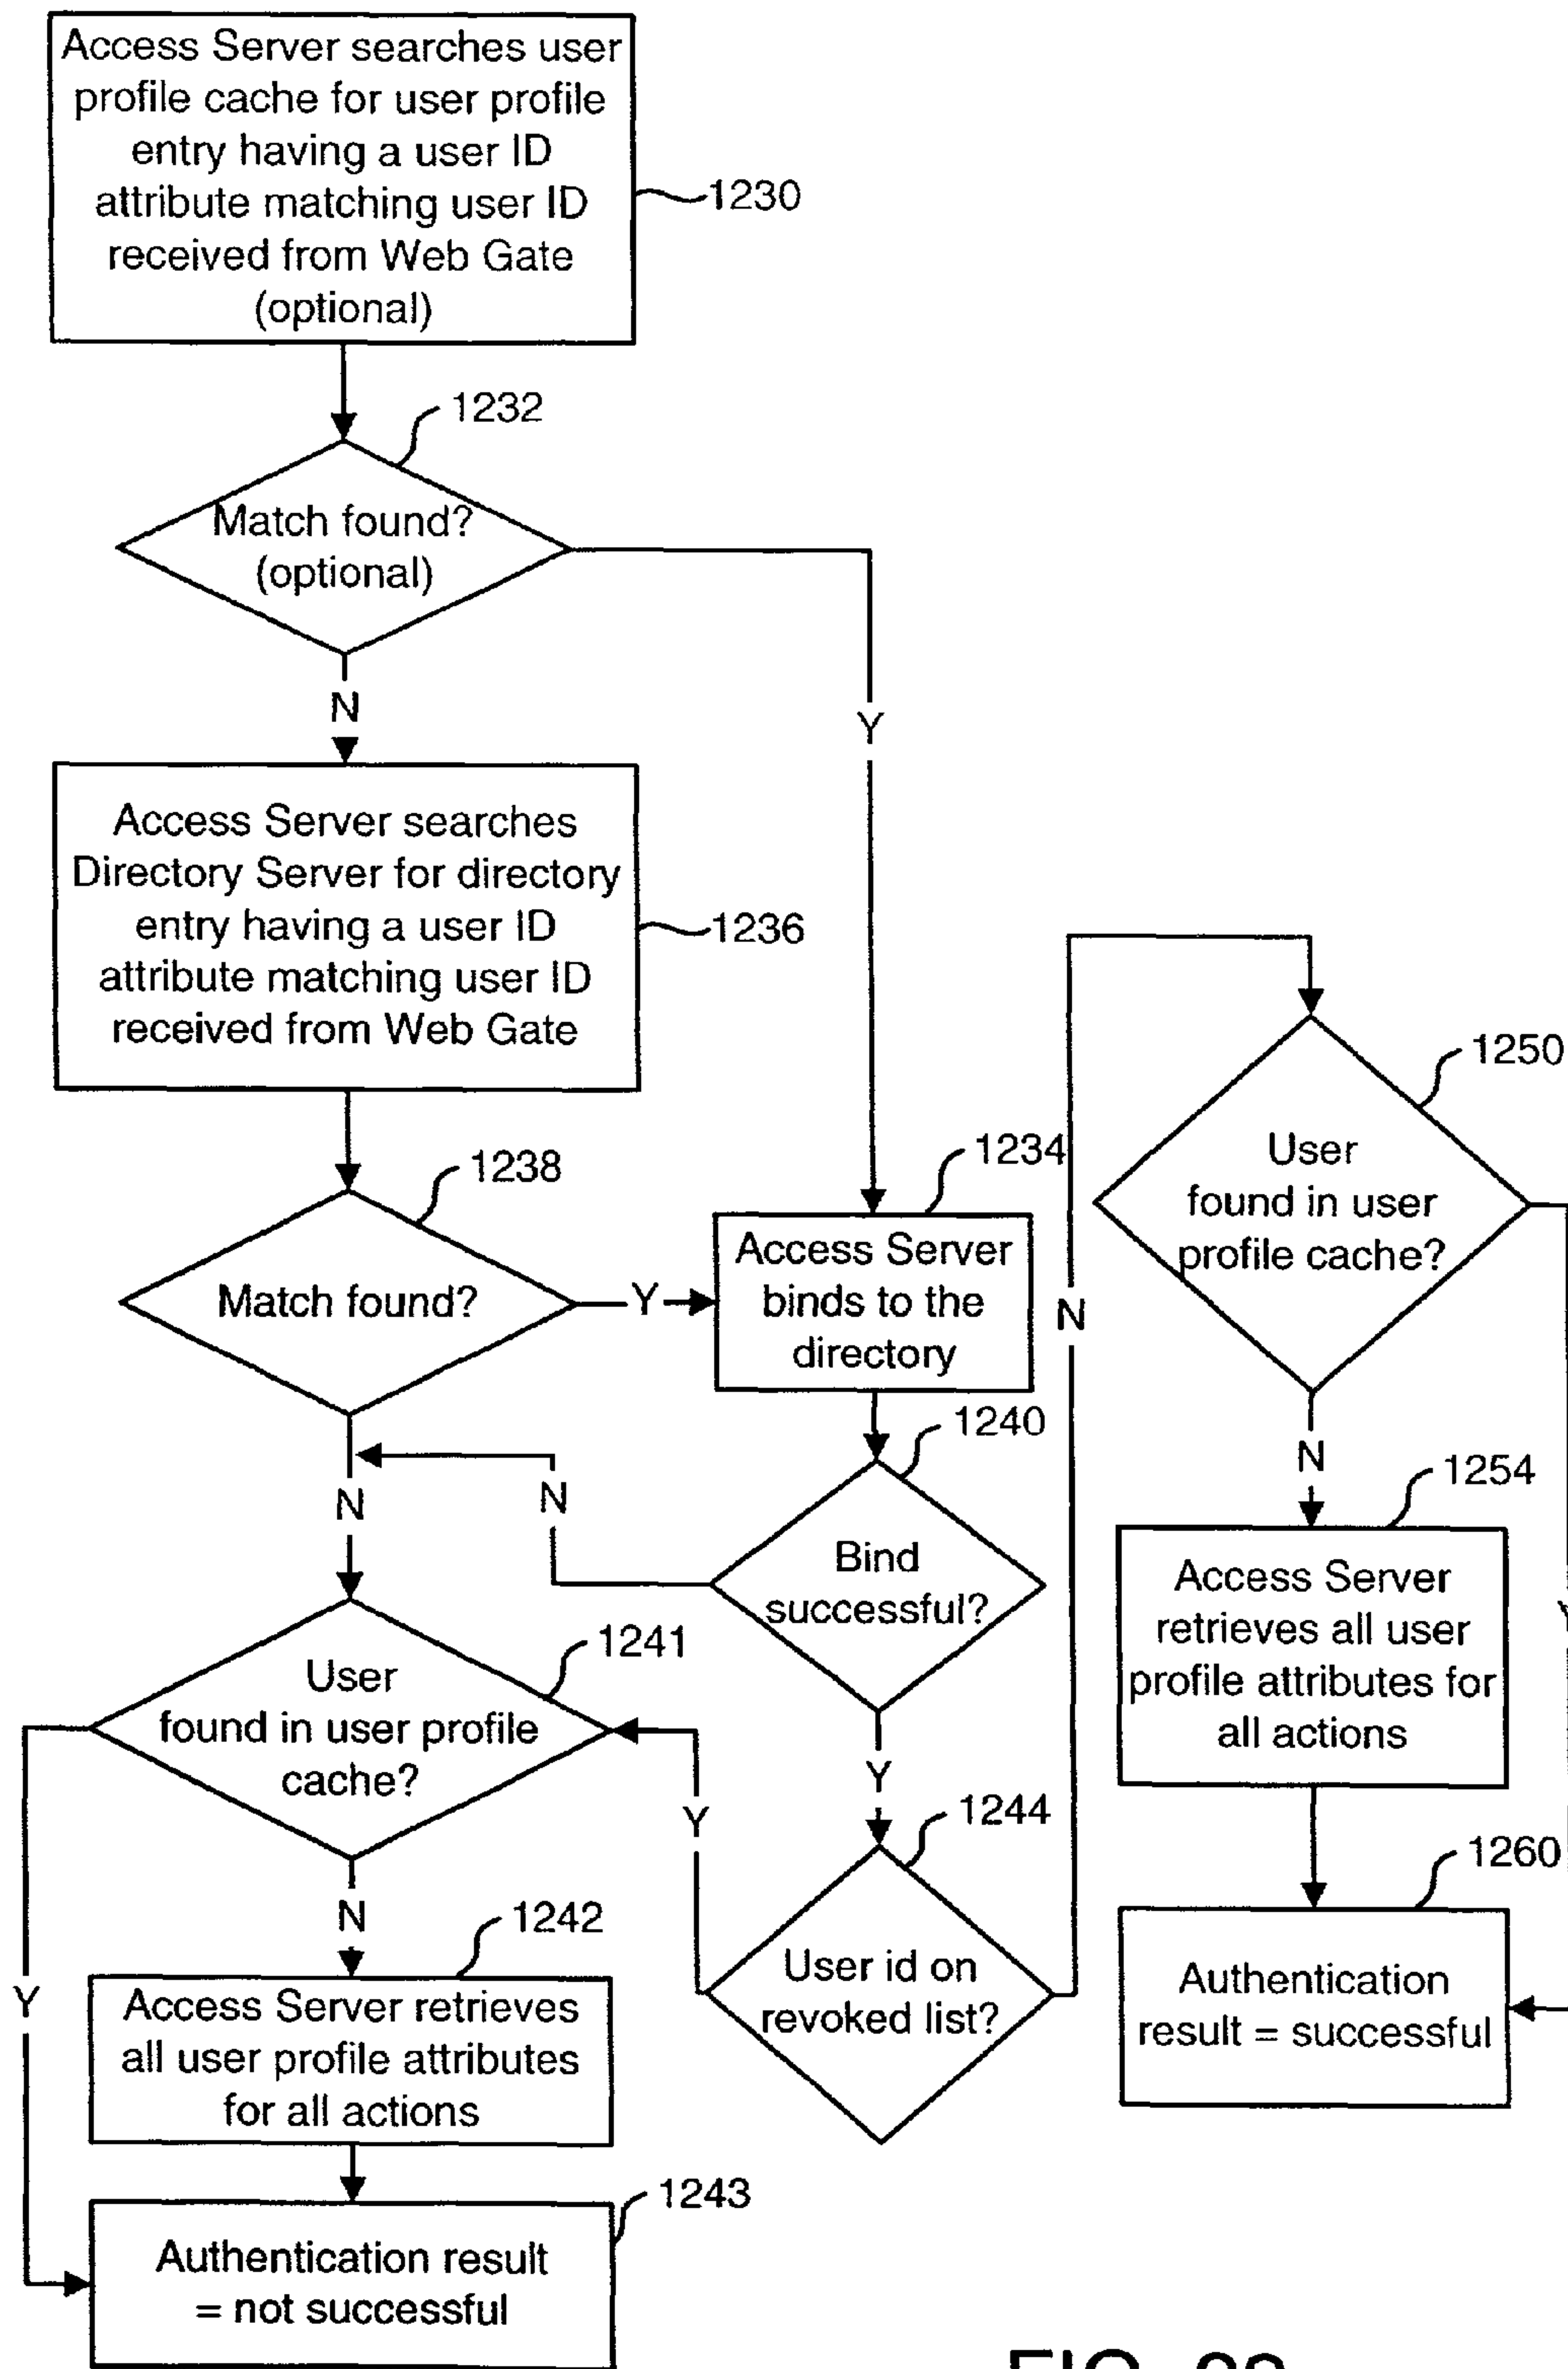 Access Server searches user
profile cache for user profile
entry having a user ID
attribute matching user ID
received from Web Gate
(optional)
1230
1232
Match found?
(optional)
N
Y
Access Server searches
Directory Server for directory
entry having a user ID
attribute matching user ID
received from Web Gate
1236
1238
Match found?
Y
N
1234
Access Server
binds to the
directory
1240
Bind
successful?
N
Y
1241
User
found in user profile
cache?
Y
N
1242
Access Server retrieves
all user profile attributes
for all actions
1243
Authentication result
= not successful
1244
User id on
revoked list?
Y
N
1250
User
found in user
profile cache?
N
1254
Access Server
retrieves all user
profile attributes for
all actions
1260
Authentication
result = successful